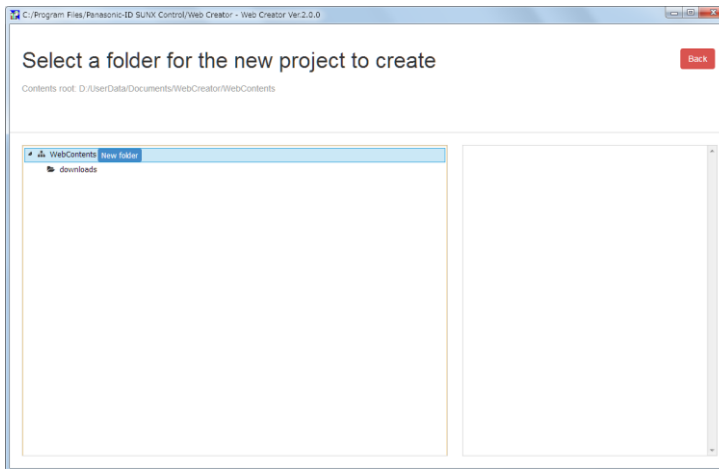 C:/Program Files/Panasonic-ID SUNX Control/Web Creator - Web Creator Ver.2.0.0
Select a folder for the new project to create
Back
Contents root: D:/UserData/Documents/WebCreator/WebContents
WebContents New folder
downloads